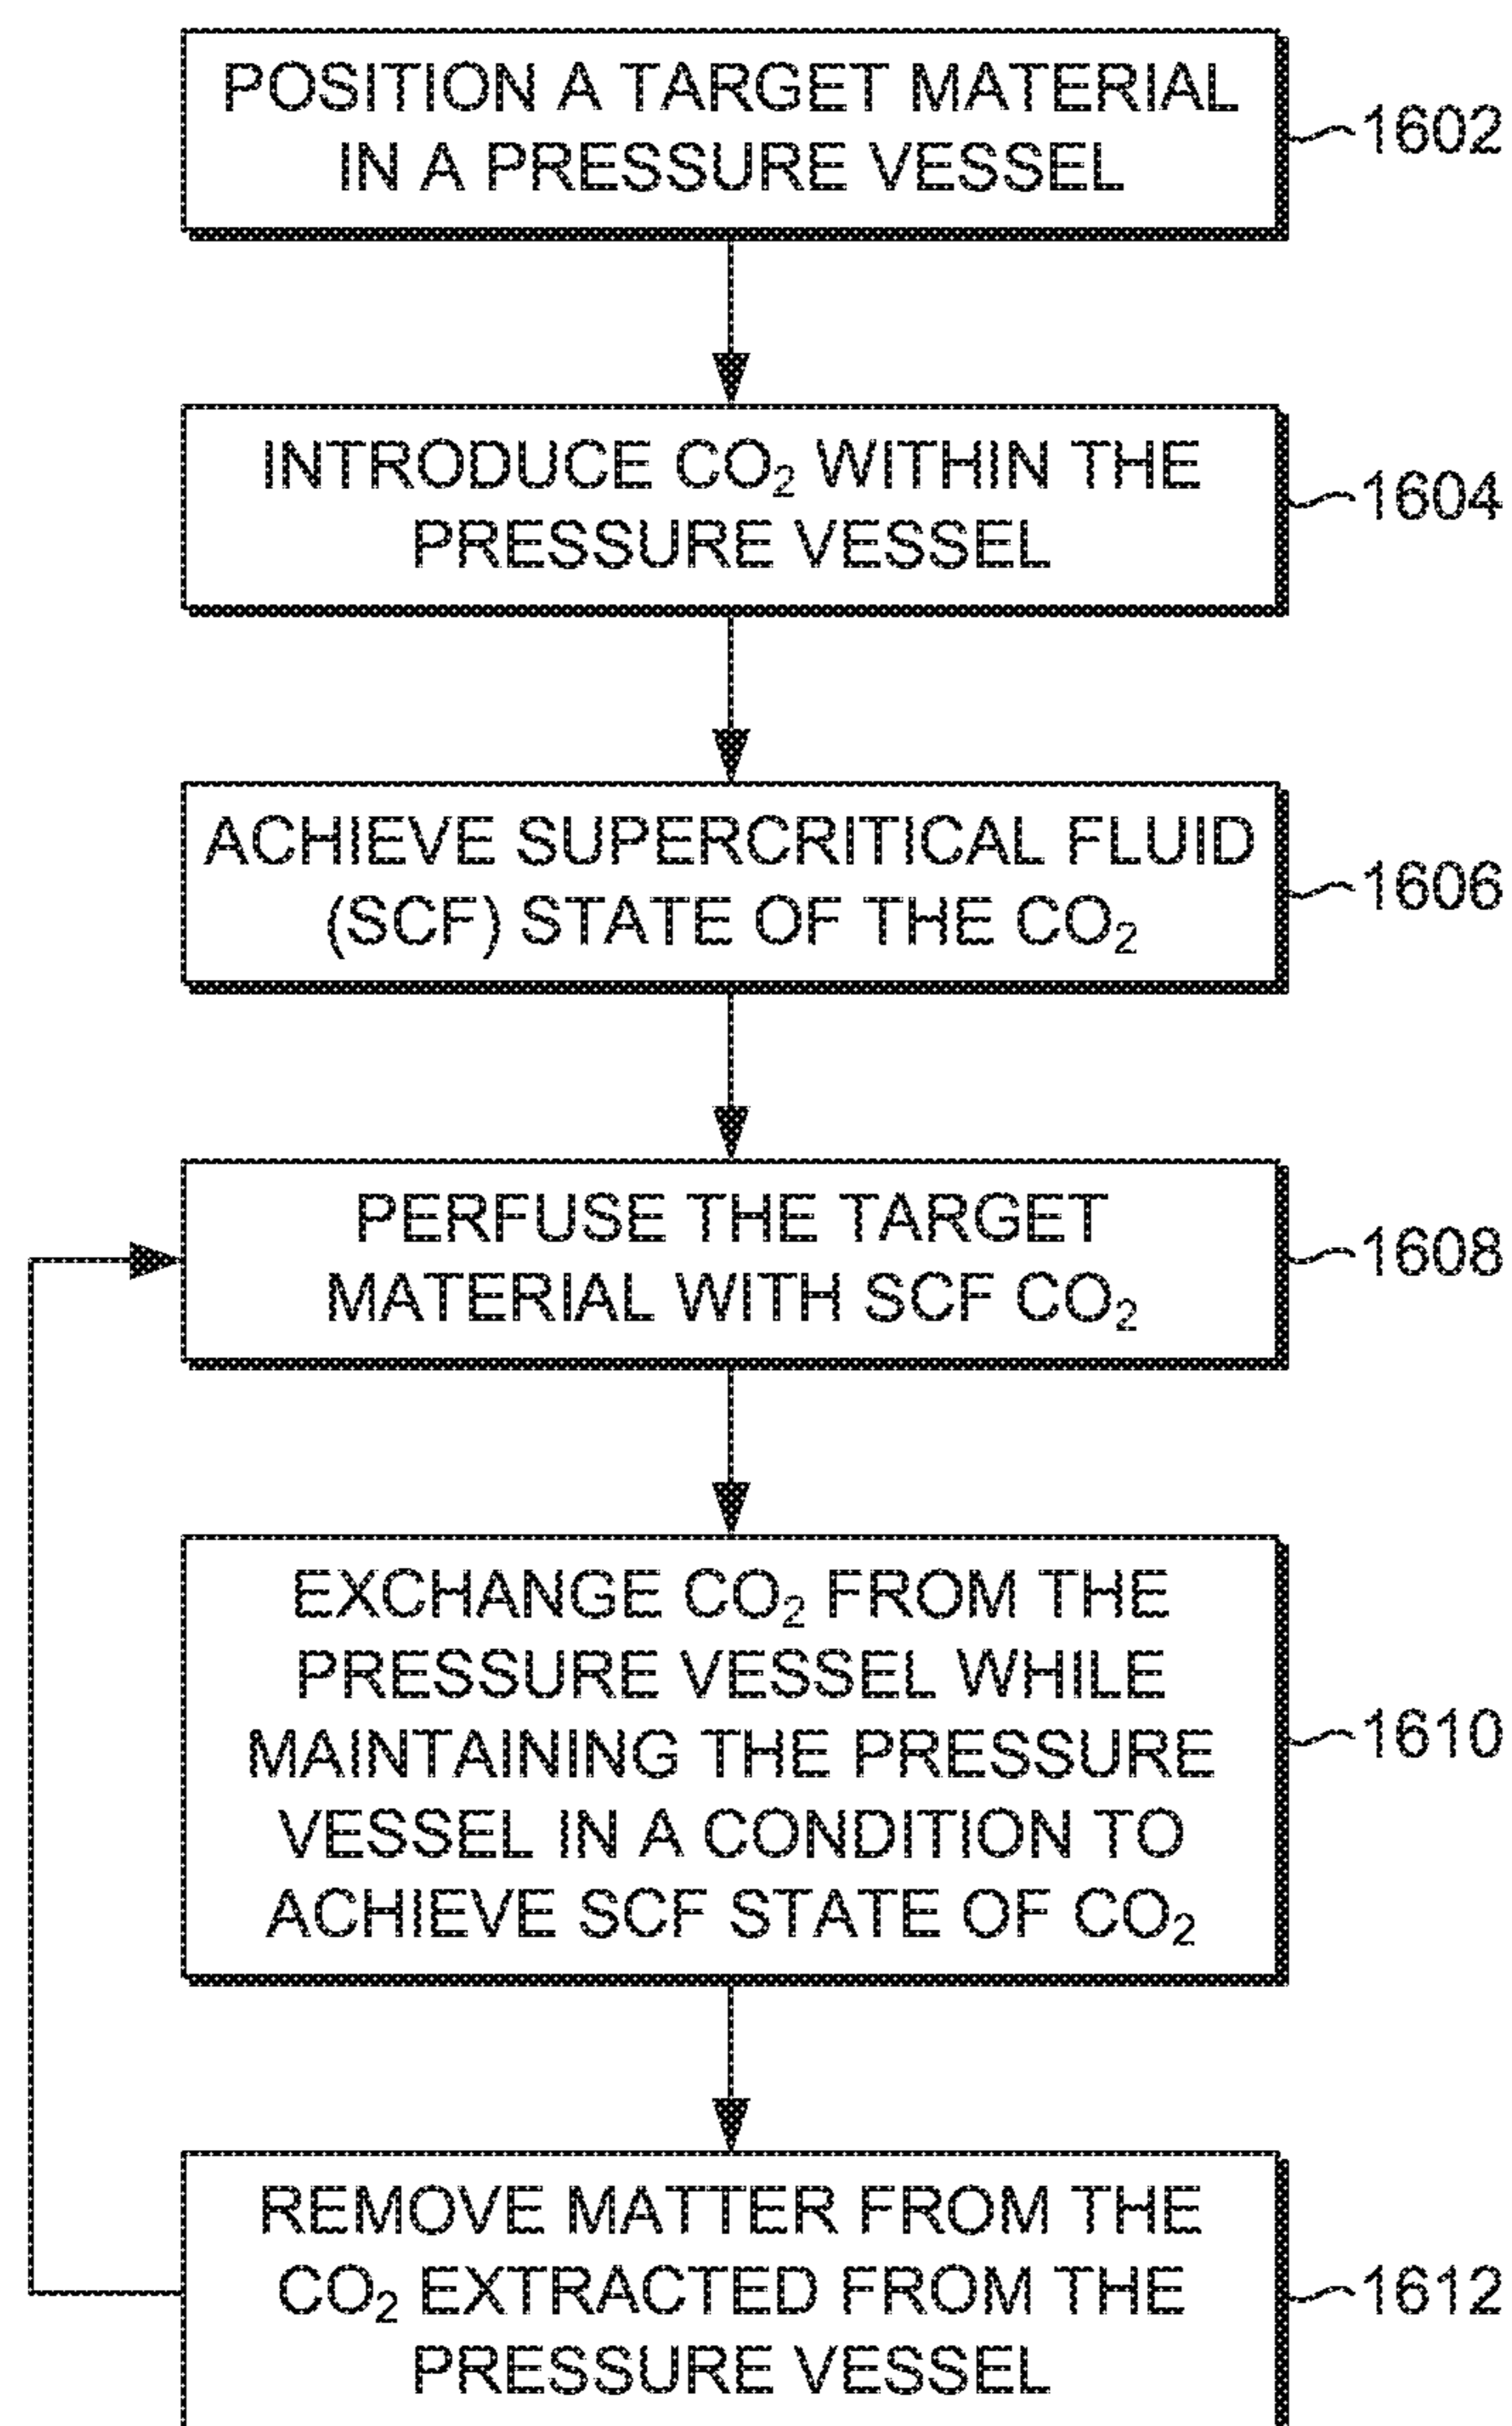 POSITION A TARGET MATERIAL
IN A PRESSURE VESSEL
1602
INTRODUCE CO₂ WITHIN THE
PRESSURE VESSEL
1604
ACHIEVE SUPERCRITICAL FLUID
(SCF) STATE OF THE CO₂
1606
PERFUSE THE TARGET
MATERIAL WITH SCF CO₂
1608
EXCHANGE CO₂ FROM THE
PRESSURE VESSEL WHILE
MAINTAINING THE PRESSURE
VESSEL IN A CONDITION TO
ACHIEVE SCF STATE OF CO₂
1610
REMOVE MATTER FROM THE
CO₂ EXTRACTED FROM THE
PRESSURE VESSEL
1612